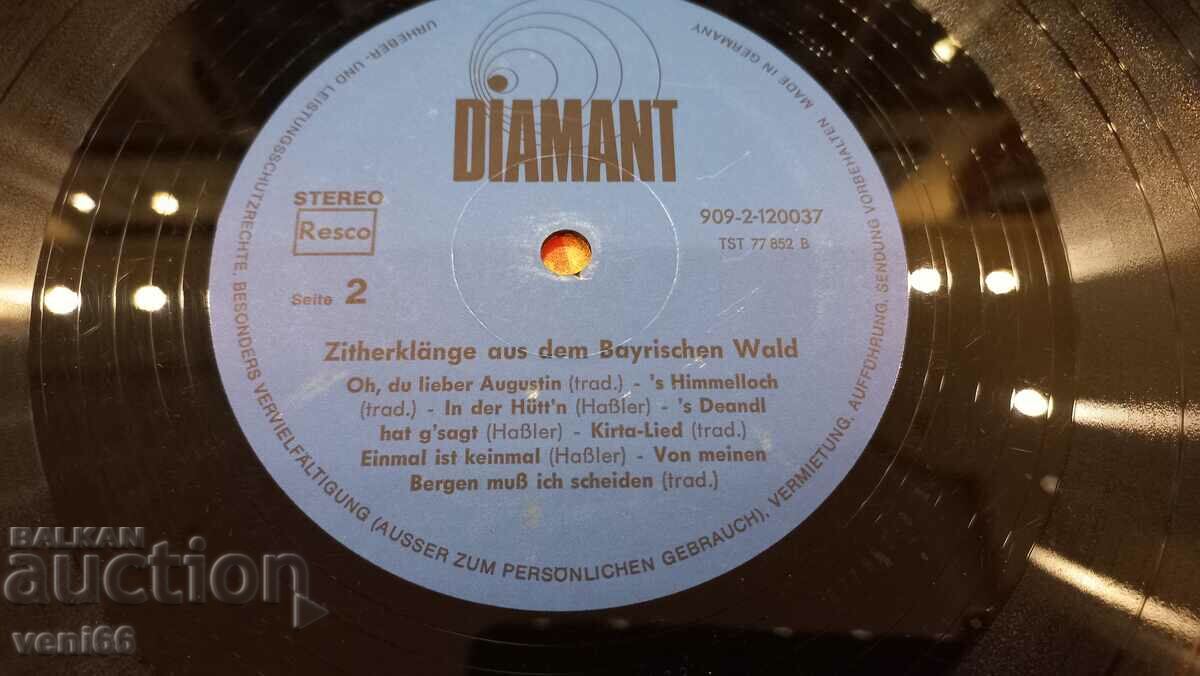 URHEBER- UND LEISTUNGSSCHUTZRECHTE, BESONDERS VERVIELFÄLTIGUNG (AUSSER ZUM PERSÖNLICHEN GEBRAUCH), VERMIETUNG, AUFFÜHRUNG, SENDUNG VORBEHALTEN MADE IN GERMANY
DiAMANT
STEREO
Resco
909-2-120037
TST 77 852 B
Seite 2
Zitherklänge aus dem Bayrischen Wald
Oh, du lieber Augustin (trad.) - 's Himmelloch
(trad.) - In der Hütt'n (Haßler) - 's Deandl
hat g'sagt (Haßler) - Kirta-Lied (trad.)
Einmal ist keinmal (Haßler) - Von meinen
Bergen muß ich scheiden (trad.)
BALKAN
auction
veni66